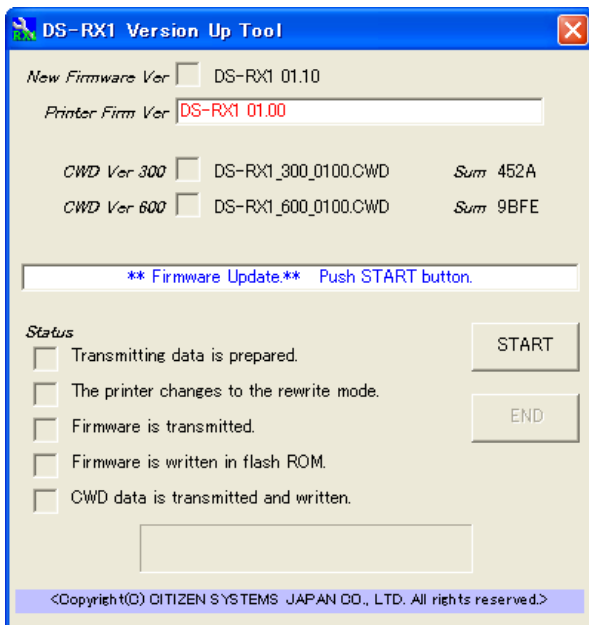 DS-RX1 Version Up Tool
New Firmware Ver DS-RX1 01.10
Printer Firm Ver DS-RX1 01.00
CWD Ver 300 DS-RX1_300_0100.CWD Sum 452A
CWD Ver 600 DS-RX1_600_0100.CWD Sum 9BFE
** Firmware Update.** Push START button.
Status
Transmitting data is prepared.
START
The printer changes to the rewrite mode.
Firmware is transmitted.
END
Firmware is written in flash ROM.
CWD data is transmitted and written.
<Copyright(C) CITIZEN SYSTEMS JAPAN CO., LTD. All rights reserved.>